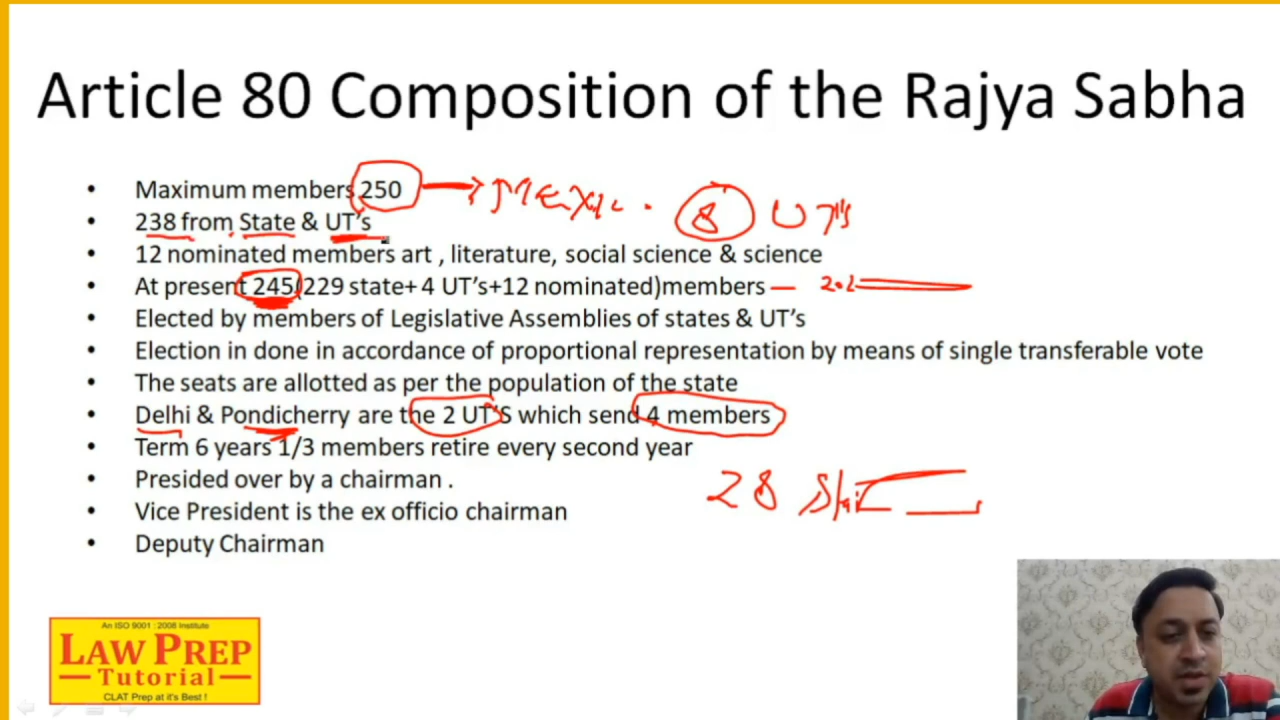 Article 80 Composition of the Rajya Sabha
• Maximum members 250
8 UT's
• 238 from State & UT's
• 12 nominated members art , literature, social science & science
• At present 245(229 state+ 4 UT's+12 nominated)members
• Elected by members of Legislative Assemblies of states & UT's
• Election in done in accordance of proportional representation by means of single transferable vote
• The seats are allotted as per the population of the state
• Delhi & Pondicherry are the 2 UT'S which send 4 members
• Term 6 years 1/3 members retire every second year
• Presided over by a chairman .
28
• Vice President is the ex officio chairman
• Deputy Chairman
An ISO 9001 : 2008 Institute
LAW PREP
Tutorial
CLAT Prep at it's Best !